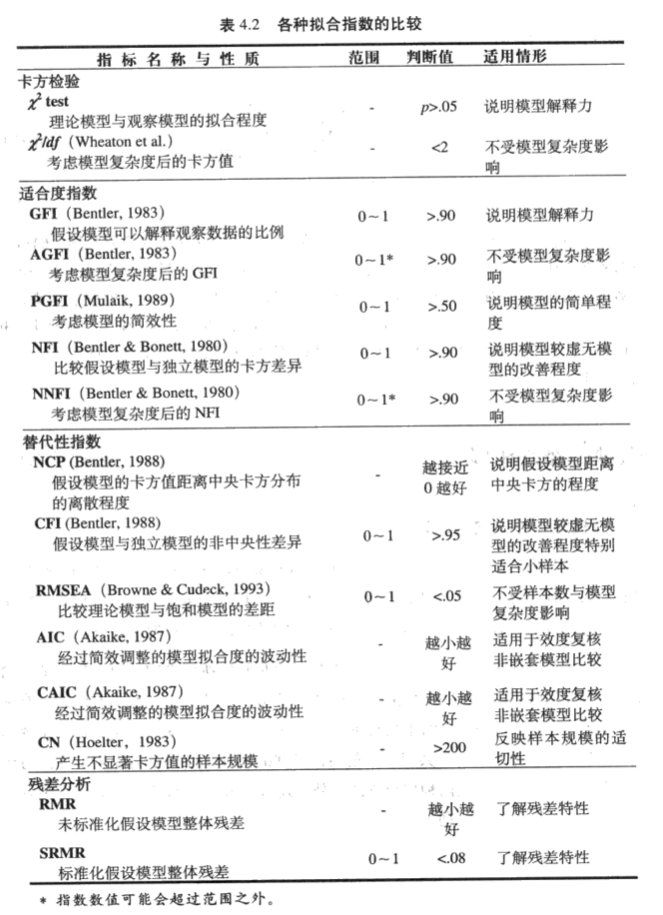 表 4.2 各种拟合指数的比较
指标名称与性质 范围 判断值 适用情形
卡方检验
χ² test
理论模型与观察模型的拟合程度 - p>.05 说明模型解释力
χ²/df（Wheaton et al.）
考虑模型复杂度后的卡方值 - <2 不受模型复杂度影
响
适合度指数
GFI（Bentler, 1983）
假设模型可以解释观察数据的比例 0~1 >.90 说明模型解释力
AGFI（Bentler, 1983）
考虑模型复杂度后的 GFI 0~1* >.90 不受模型复杂度影
响
PGFI（Mulaik, 1989）
考虑模型的简效性 0~1 >.50 说明模型的简单程
度
NFI（Bentler & Bonett, 1980）
比较假设模型与独立模型的卡方差异 0~1 >.90 说明模型较虚无模
型的改善程度
NNFI（Bentler & Bonett, 1980）
考虑模型复杂度后的 NFI 0~1* >.90 不受模型复杂度影
响
替代性指数
NCP (Bentler, 1988)
假设模型的卡方值距离中央卡方分布
的离散程度 - 越接近
0 越好 说明假设模型距离
中央卡方的程度
CFI (Bentler, 1988)
假设模型与独立模型的非中央性差异 0~1 >.95 说明模型较虚无模
型的改善程度特别
适合小样本
RMSEA（Browne & Cudeck, 1993）
比较理论模型与饱和模型的差距 0~1 <.05 不受样本数与模型
复杂度影响
AIC（Akaike, 1987）
经过简效调整的模型拟合度的波动性 - 越小越
好 适用于效度复核
非嵌套模型比较
CAIC（Akaike, 1987）
经过简效调整的模型拟合度的波动性 - 越小越
好 适用于效度复核
非嵌套模型比较
CN（Hoelter，1983）
产生不显著卡方值的样本规模 - >200 反映样本规模的适
切性
残差分析
RMR
未标准化假设模型整体残差 - 越小越
好 了解残差特性
SRMR
标准化假设模型整体残差 0~1 <.08 了解残差特性
* 指数数值可能会超过范围之外。